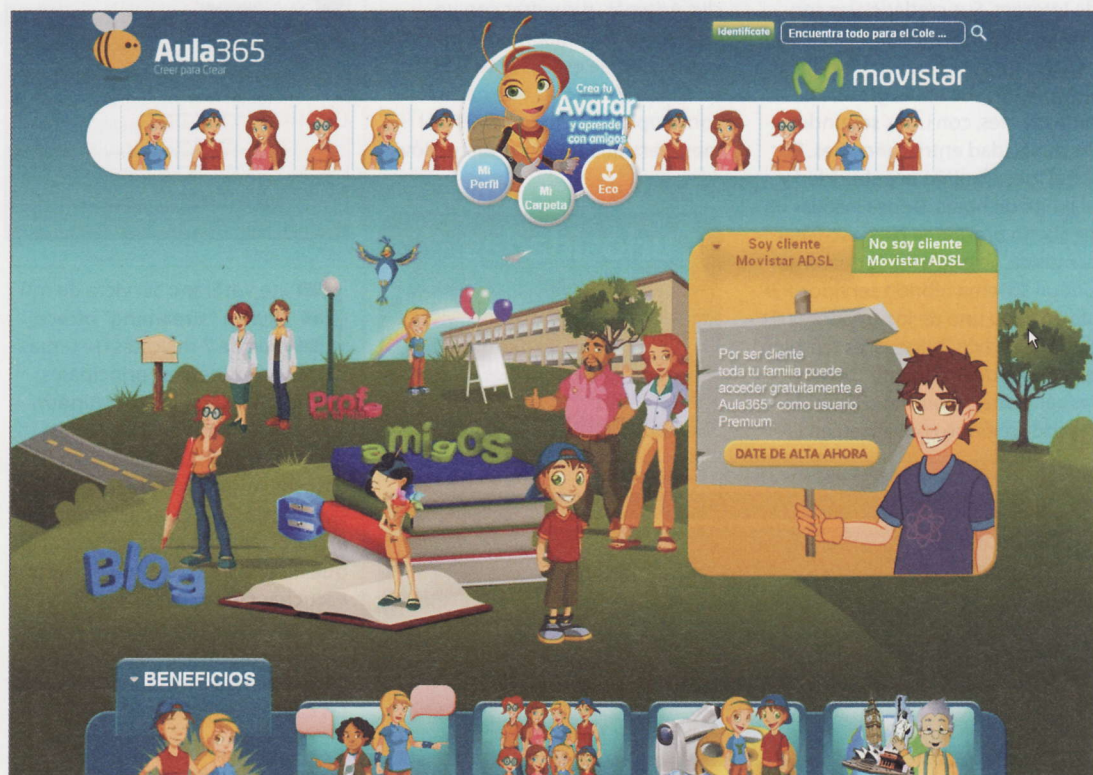 Aula365
Creer para Crear
Identifícate
Encuentra todo para el Cole ...
movistar
Crea tu
Avatar
y aprende
con amigos
Mi
Perfil
Mi
Carpeta
Eco
Soy cliente
Movistar ADSL
No soy cliente
Movistar ADSL
Por ser cliente
toda tu familia puede
acceder gratuitamente a
Aula365® como usuario
Premium.
DATE DE ALTA AHORA
Prof.
amigos
Blog
BENEFICIOS